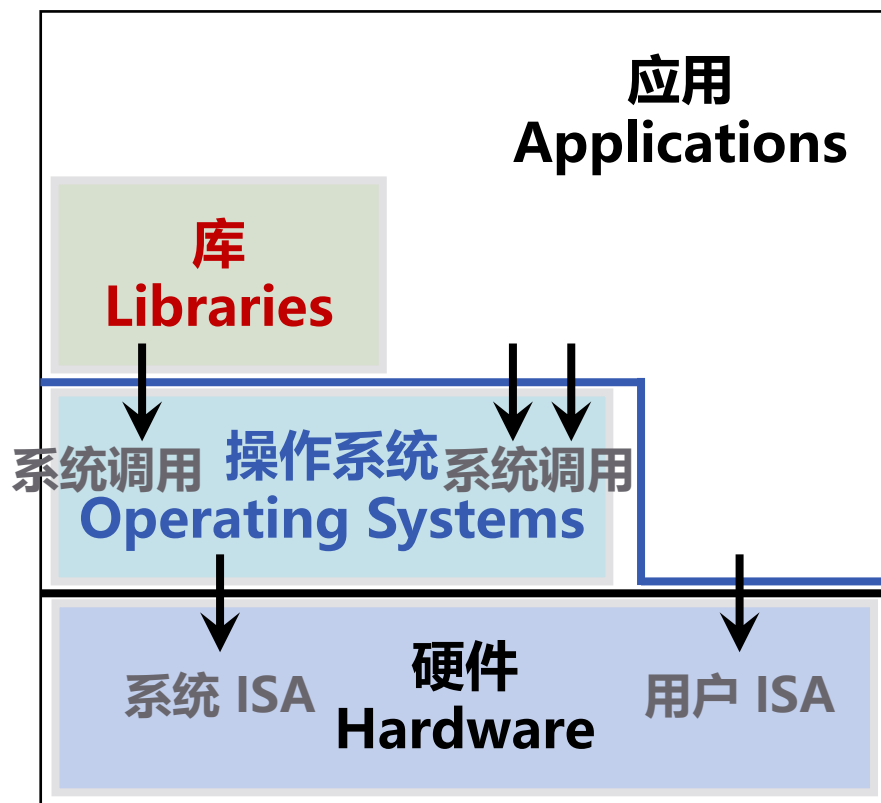 应用
Applications
库
Libraries
系统调用 操作系统 系统调用
Operating Systems
硬件
系统 ISA 用户 ISA
Hardware